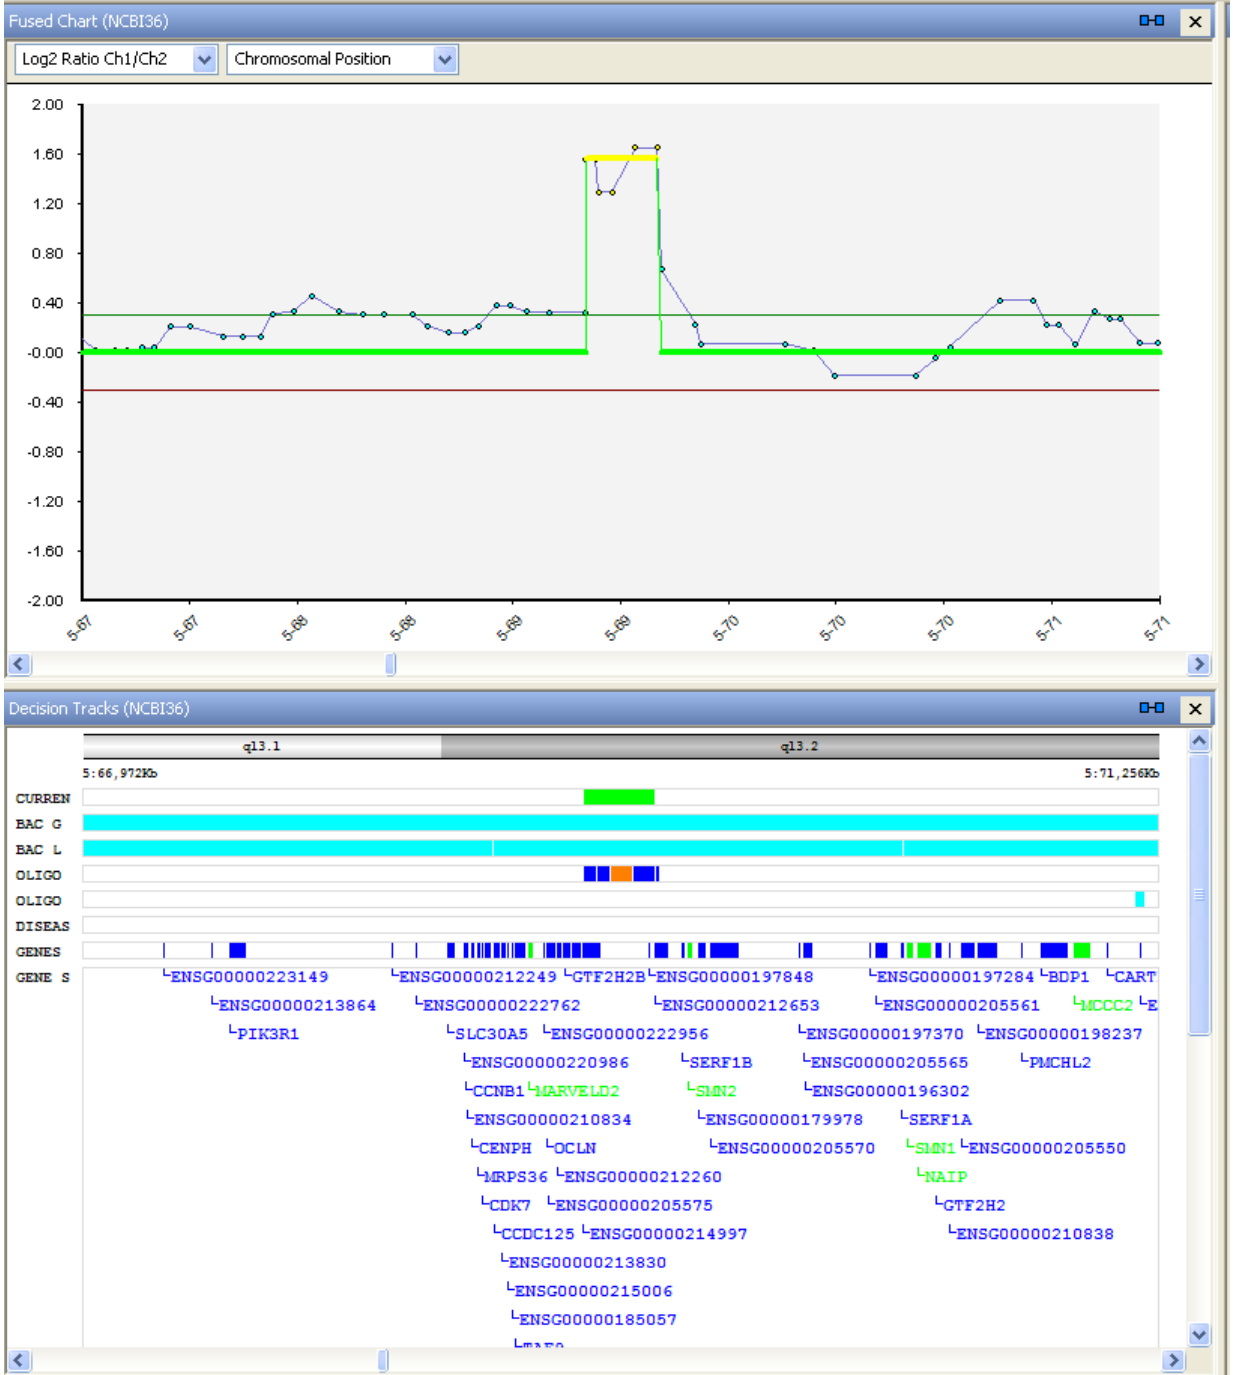 Fused Chart (NCBI36)
Log2 Ratio Ch1/Ch2 Chromosomal Position
2.00
1.60
1.20
0.80
0.40
-0.00
-0.40
-0.80
-1.20
-1.60
-2.00
5-67 5-67 5-68 5-68 5-69 5-69 5-70 5-70 5-70 5-71 5-71
Decision Tracks (NCBI36)
q13.1 q13.2
5:66,972Kb 5:71,256Kb
CURREN
BAC G
BAC L
OLIGO
OLIGO
DISEAS
GENES
GENE S ENSG00000223149 ENSG00000212249 GTF2H2B ENSG00000197848 ENSG00000197284 BDP1 CART
ENSG00000213864 ENSG00000222762 ENSG00000212653 ENSG00000205561 MCCC2 E
PIK3R1 SLC30A5 ENSG00000222956 ENSG00000197370 ENSG00000198237
ENSG00000220986 SERF1B ENSG00000205565 PMCHL2
CCNB1 MARVELD2 SMN2 ENSG00000196302
ENSG00000210834 ENSG00000179978 SERF1A
CENPH OCLN ENSG00000205570 SMN1 ENSG00000205550
MRPS36 ENSG00000212260 NAIP
CDK7 ENSG00000205575 GTF2H2
CCDC125 ENSG00000214997 ENSG00000210838
ENSG00000213830
ENSG00000215006
ENSG00000185057